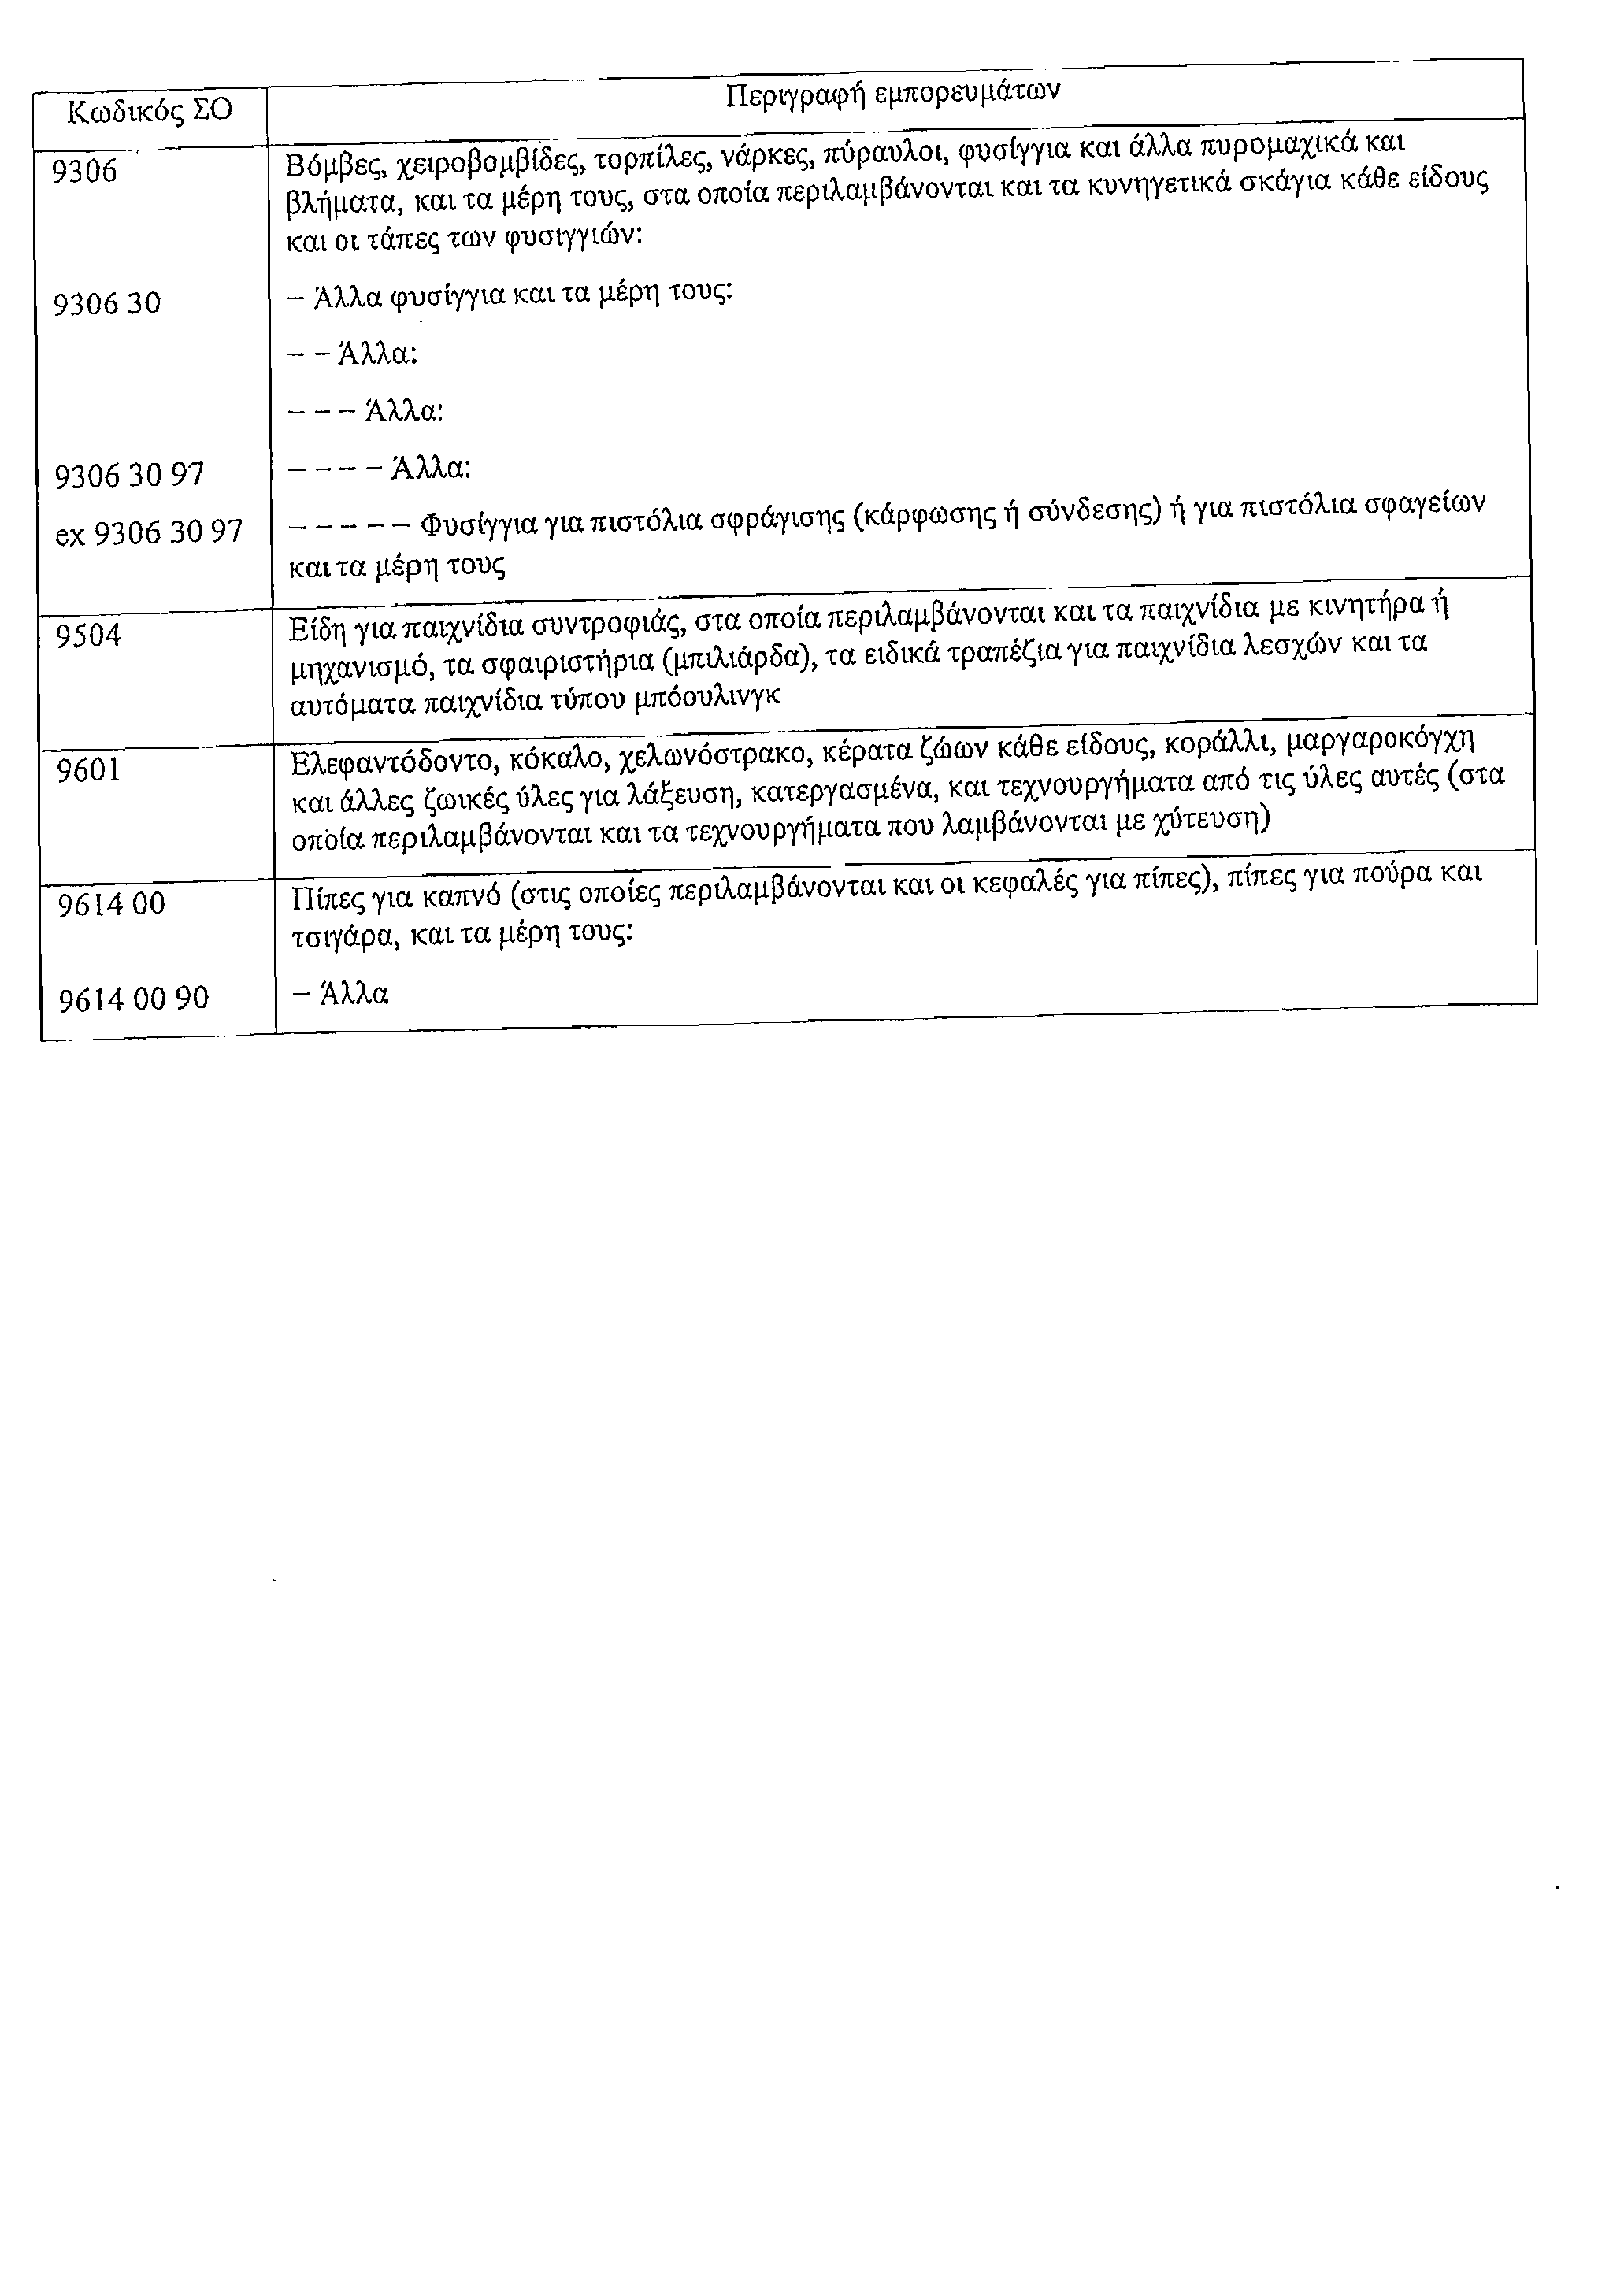 Κωδικός ΣΟ
Περιγραφή εμπορευμάτων
9306
Βόμβες, χειροβομβίδες, τορπίλες, νάρκες, πύραυλοι, φυσίγγια και άλλα πυρομαχικά και
βλήματα, και τα μέρη τους, στα οποία περιλαμβάνονται και τα κυνηγετικά σκάγια κάθε είδους
και οι τάπες των φυσιγγιών:
9306 30
– Άλλα φυσίγγια και τα μέρη τους:
– – Άλλα:
– – – Άλλα:
9306 30 97
– – – – Άλλα:
ex 9306 30 97
– – – – – Φυσίγγια για πιστόλια σφράγισης (κάρφωσης ή σύνδεσης) ή για πιστόλια σφαγείων
και τα μέρη τους
9504
Είδη για παιχνίδια συντροφιάς, στα οποία περιλαμβάνονται και τα παιχνίδια με κινητήρα ή
μηχανισμό, τα σφαιριστήρια (μπιλιάρδα), τα ειδικά τραπέζια για παιχνίδια λεσχών και τα
αυτόματα παιχνίδια τύπου μπόουλινγκ
9601
Ελεφαντόδοντο, κόκαλο, χελωνόστρακο, κέρατα ζώων κάθε είδους, κοράλλι, μαργαροκόγχη
και άλλες ζωικές ύλες για λάξευση, κατεργασμένα, και τεχνουργήματα από τις ύλες αυτές (στα
οποία περιλαμβάνονται και τα τεχνουργήματα που λαμβάνονται με χύτευση)
9614 00
Πίπες για καπνό (στις οποίες περιλαμβάνονται και οι κεφαλές για πίπες), πίπες για πούρα και
τσιγάρα, και τα μέρη τους:
9614 00 90
– Άλλα